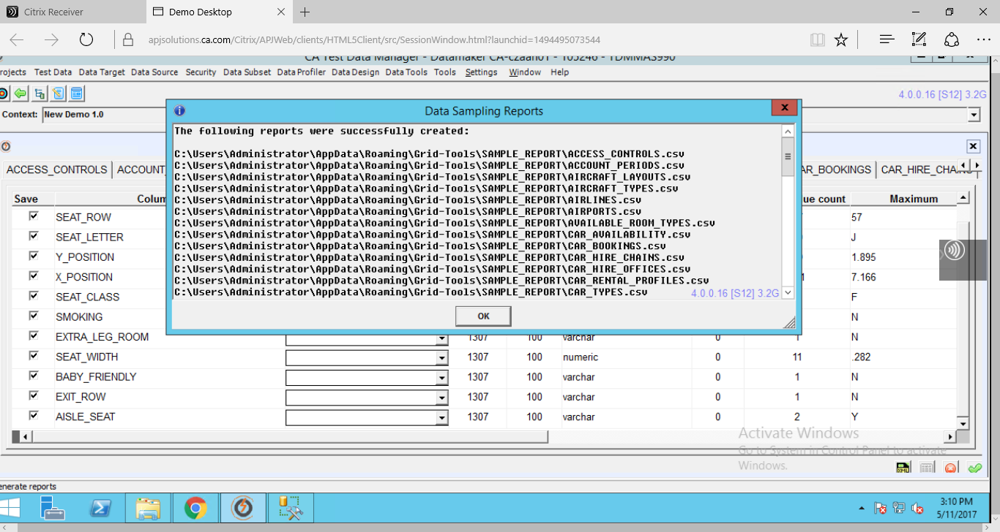 Citrix Receiver
Demo Desktop
apjsolutions.ca.com/Citrix/APJWeb/clients/HTML5Client/src/SessionWindow.html?launchid=1494495073544
CA Test Data Manager - Datamaker CA-c2aah01 - 105246 - TDMMAS990
rojects Test Data Data Target Data Source Security Data Subset Data Profiler Data Design Data Tools Tools Settings Window Help
4.0.0.16 [S12] 3.2G
Context: New Demo 1.0
Data Sampling Reports
The following reports were successfully created:
C:\Users\Administrator\AppData\Roaming\Grid-Tools\SAMPLE_REPORT\ACCESS_CONTROLS.csv
C:\Users\Administrator\AppData\Roaming\Grid-Tools\SAMPLE_REPORT\ACCOUNT_PERIODS.csv
C:\Users\Administrator\AppData\Roaming\Grid-Tools\SAMPLE_REPORT\AIRCRAFT_LAYOUTS.csv
C:\Users\Administrator\AppData\Roaming\Grid-Tools\SAMPLE_REPORT\AIRCRAFT_TYPES.csv
C:\Users\Administrator\AppData\Roaming\Grid-Tools\SAMPLE_REPORT\AIRLINES.csv
C:\Users\Administrator\AppData\Roaming\Grid-Tools\SAMPLE_REPORT\AIRPORTS.csv
C:\Users\Administrator\AppData\Roaming\Grid-Tools\SAMPLE_REPORT\AVAILABLE_ROOM_TYPES.csv
C:\Users\Administrator\AppData\Roaming\Grid-Tools\SAMPLE_REPORT\CAR_AVAILABILITY.csv
C:\Users\Administrator\AppData\Roaming\Grid-Tools\SAMPLE_REPORT\CAR_BOOKINGS.csv
C:\Users\Administrator\AppData\Roaming\Grid-Tools\SAMPLE_REPORT\CAR_HIRE_CHAINS.csv
C:\Users\Administrator\AppData\Roaming\Grid-Tools\SAMPLE_REPORT\CAR_HIRE_OFFICES.csv
C:\Users\Administrator\AppData\Roaming\Grid-Tools\SAMPLE_REPORT\CAR_RENTAL_PROFILES.csv
C:\Users\Administrator\AppData\Roaming\Grid-Tools\SAMPLE_REPORT\CAR_TYPES.csv
4.0.0.16 [S12] 3.2G
OK
ACCESS_CONTROLS ACCOUNT_ AR_BOOKINGS CAR_HIRE_CHAINS
Save Colum ue count Maximum
SEAT_ROW 57
SEAT_LETTER J
Y_POSITION 1.895
X_POSITION 1 7.166
SEAT_CLASS F
SMOKING N
EXTRA_LEG_ROOM 1307 100 varchar 0 1 N
SEAT_WIDTH 1307 100 numeric 0 11 .282
BABY_FRIENDLY 1307 100 varchar 0 1 N
EXIT_ROW 1307 100 varchar 0 1 N
AISLE_SEAT 1307 100 varchar 0 2 Y
Activate Windows
Go to System in Control Panel to activate
Windows.
XML
enerate reports
3:10 PM
5/11/2017